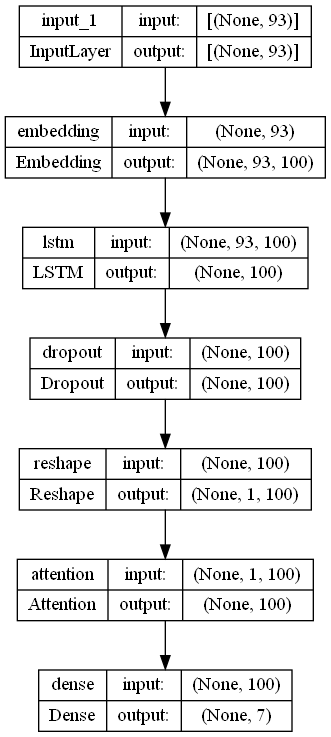 input_1 input: [(None, 93)]
InputLayer output: [(None, 93)]
embedding input: (None, 93)
Embedding output: (None, 93, 100)
lstm input: (None, 93, 100)
LSTM output: (None, 100)
dropout input: (None, 100)
Dropout output: (None, 100)
reshape input: (None, 100)
Reshape output: (None, 1, 100)
attention input: (None, 1, 100)
Attention output: (None, 100)
dense input: (None, 100)
Dense output: (None, 7)